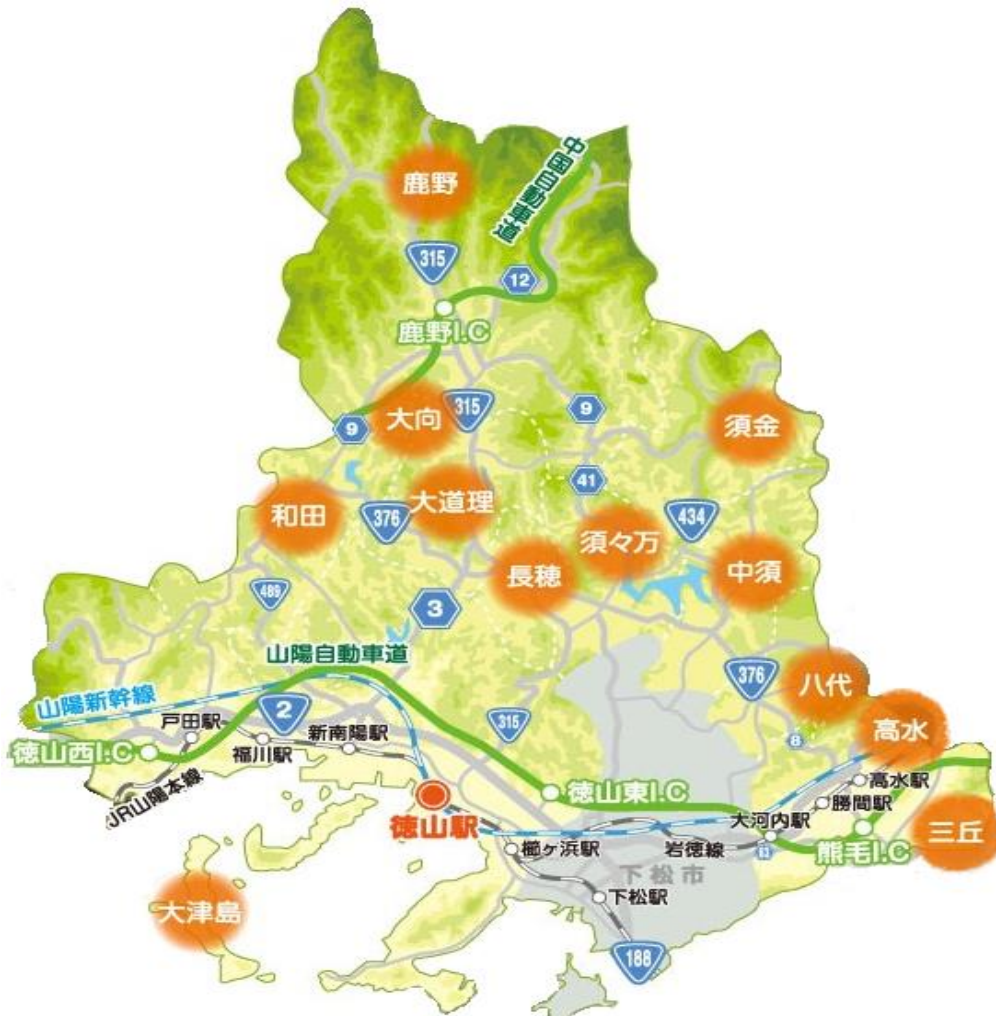 中国自動車道
鹿野
315
12
鹿野I.C
大向
315
9
9
須金
和田
376
大道理
41
434
須々万
長穂
中須
489
3
山陽自動車道
376
八代
山陽新幹線
2
戸田駅
新南陽駅
315
8
高水
徳山西I.C
福川駅
高水駅
JR山陽本線
徳山東I.C
勝間駅
徳山駅
大河内駅
三丘
櫛ヶ浜駅
岩徳線
63
熊毛I.C
下松市
下松駅
大津島
188